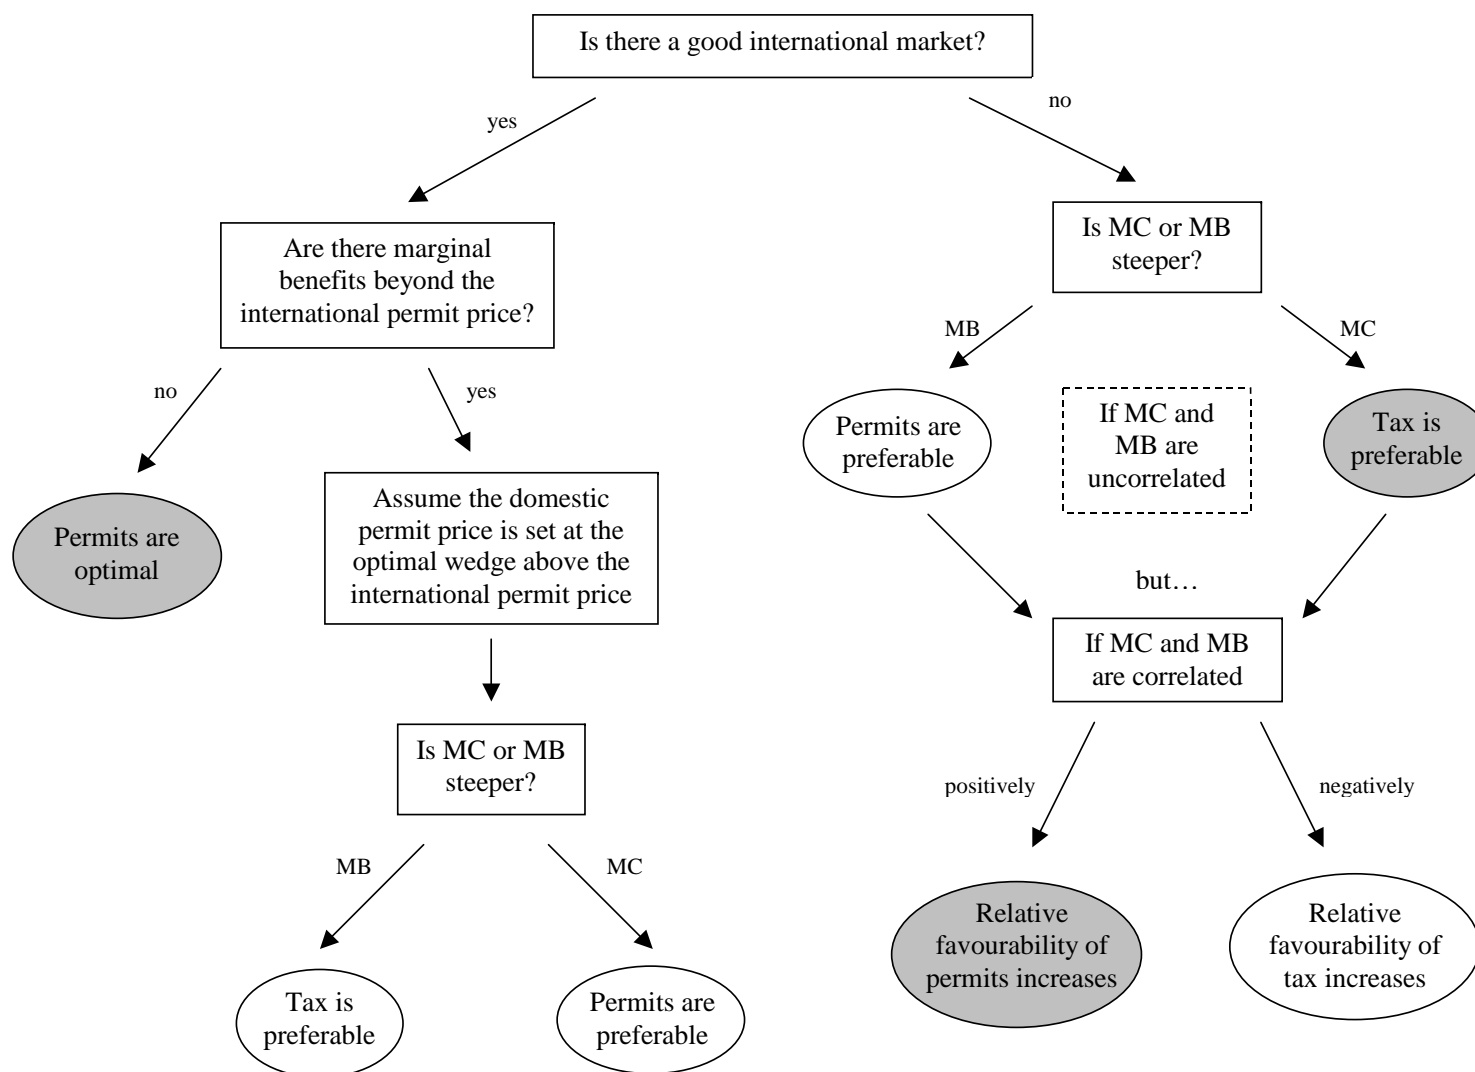 Is there a good international market?
yes
no
Are there marginal
benefits beyond the
international permit price?
Is MC or MB
steeper?
no
yes
MB
MC
Permits are
optimal
Assume the domestic
permit price is set at the
optimal wedge above the
international permit price
Permits are
preferable
If MC and
MB are
uncorrelated
Tax is
preferable
but…
If MC and MB
are correlated
Is MC or MB
steeper?
positively
negatively
MB
MC
Tax is
preferable
Permits are
preferable
Relative
favourability of
permits increases
Relative
favourability of
tax increases